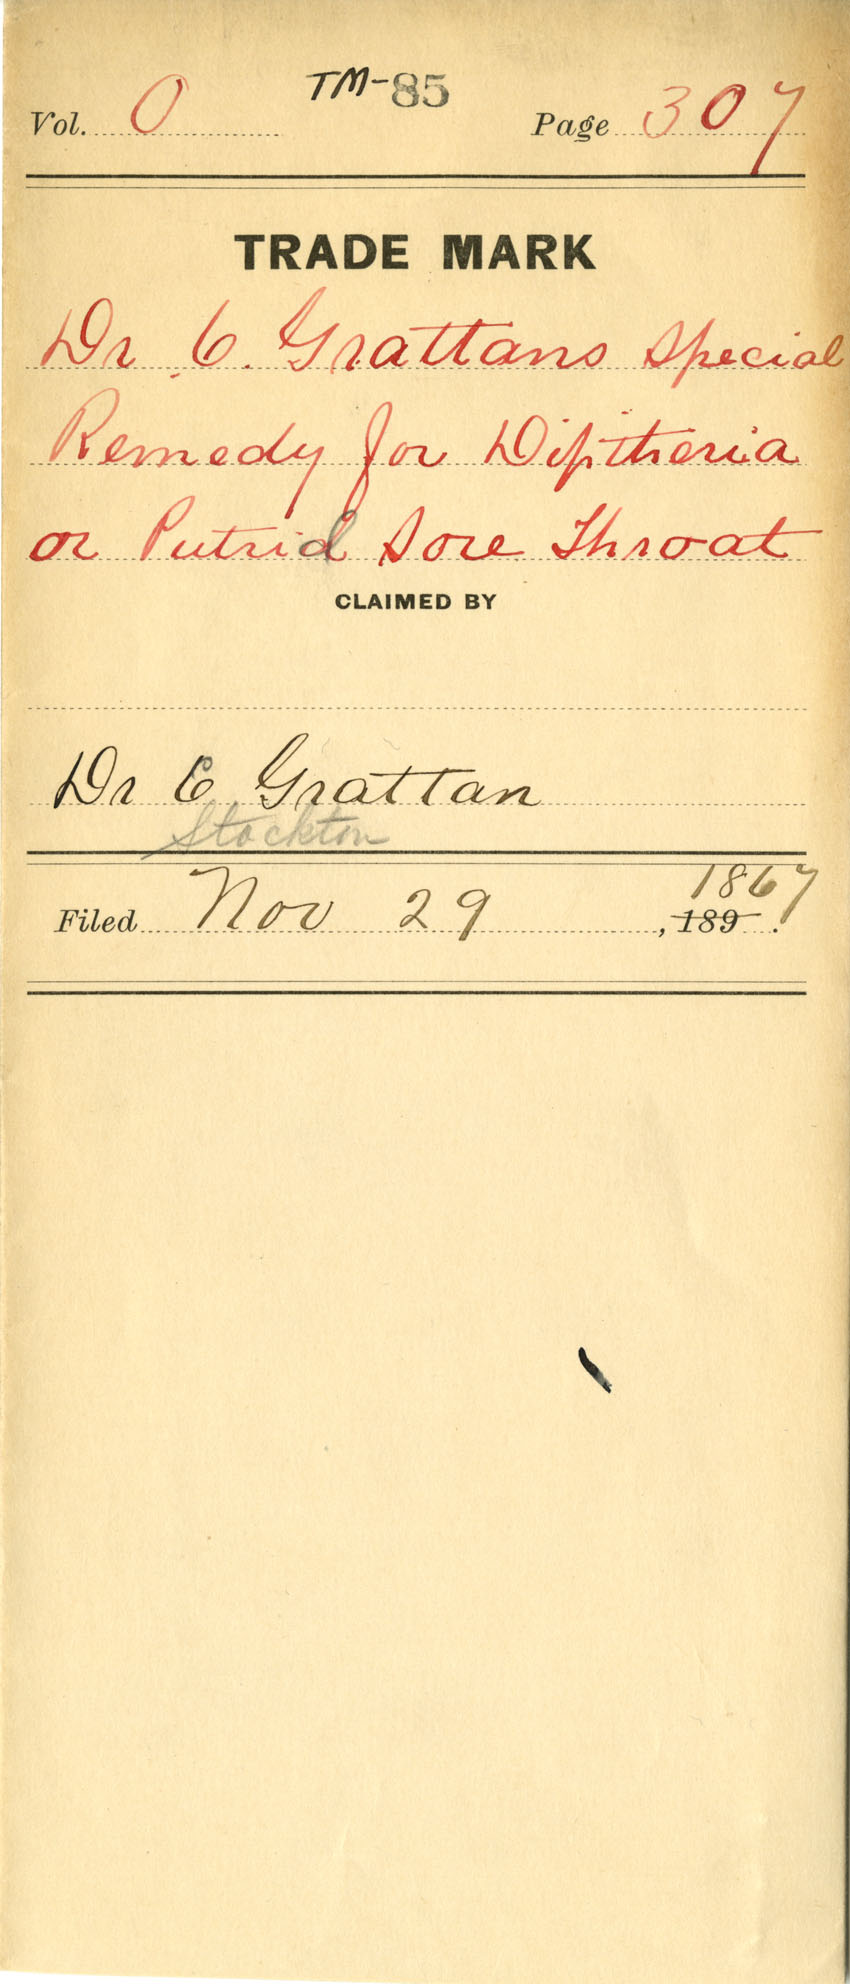 TM-85
Vol. 0 Page 307
TRADE MARK
Dr C. Grattans Special
Remedy for Diptheria
or Putrid Sore Throat
CLAIMED BY
Dr C Grattan
Stockton
Filed Nov 29, 189 . 1867